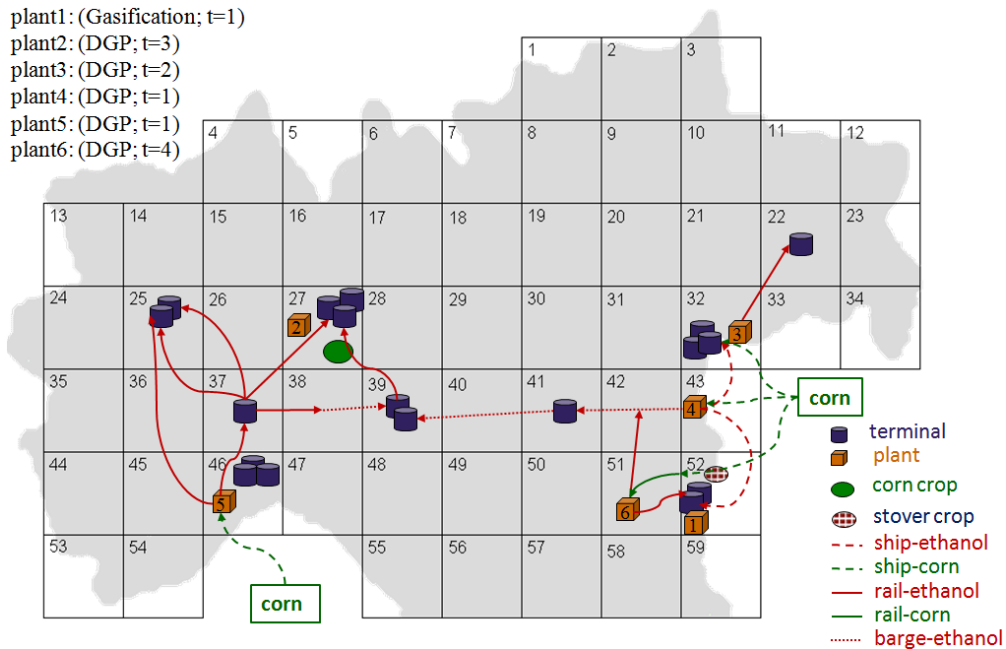 plant1: (Gasification; t=1)
plant2: (DGP; t=3)
plant3: (DGP; t=2)
plant4: (DGP; t=1)
plant5: (DGP; t=1)
plant6: (DGP; t=4)
1 2 3
4 5 6 7 8 9 10 11 12
13 14 15 16 17 18 19 20 21 22 23
24 25 26 27 28 29 30 31 32 33 34
2 3
35 36 37 38 39 40 41 42 43
4
corn
44 45 46 47 48 49 50 51 52
5 6 1
53 54 55 56 57 58 59
corn
terminal
plant
corn crop
stover crop
ship-ethanol
ship-corn
rail-ethanol
rail-corn
barge-ethanol